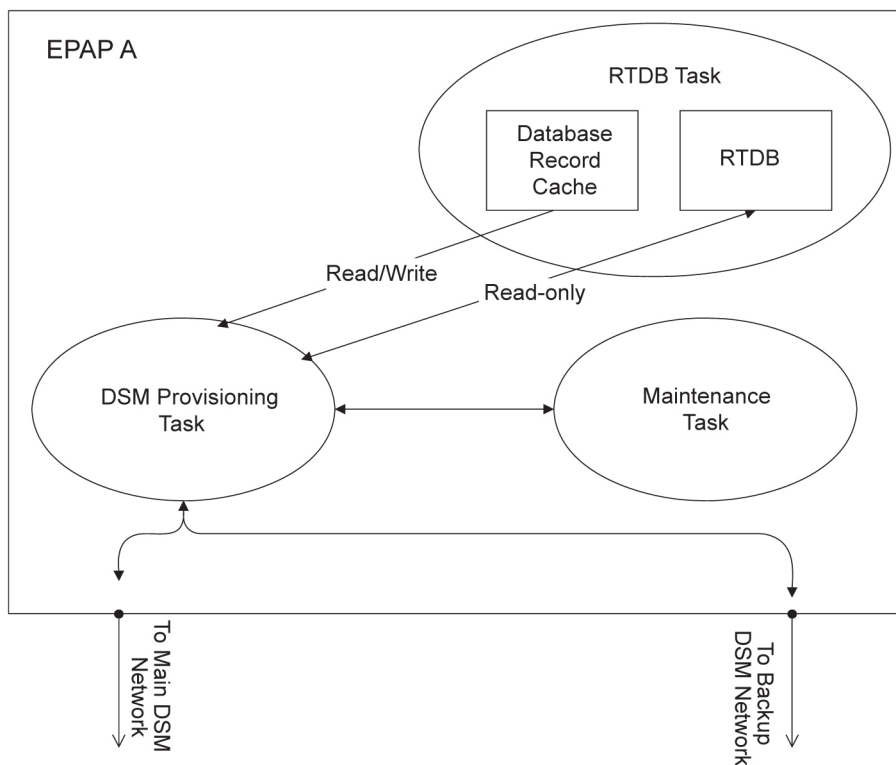 EPAP A
RTDB Task
Database
Record
Cache
RTDB
Read/Write
Read-only
DSM Provisioning
Task
Maintenance
Task
To Main DSM
Network
To Backup
DSM Network